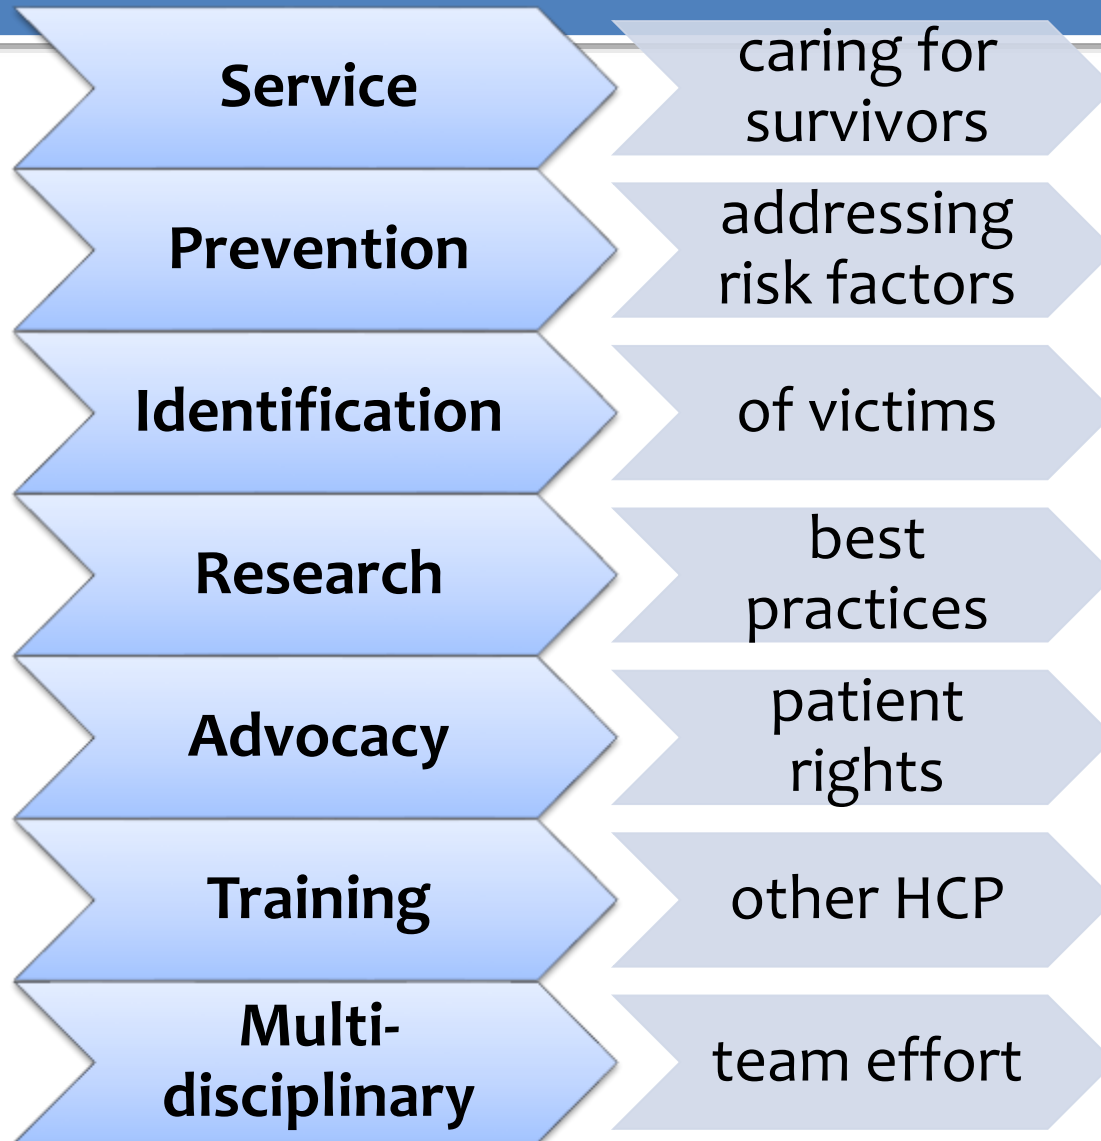 Service
caring for
survivors
Prevention
addressing
risk factors
Identification
of victims
Research
best
practices
Advocacy
patient
rights
Training
other HCP
Multi-
disciplinary
team effort